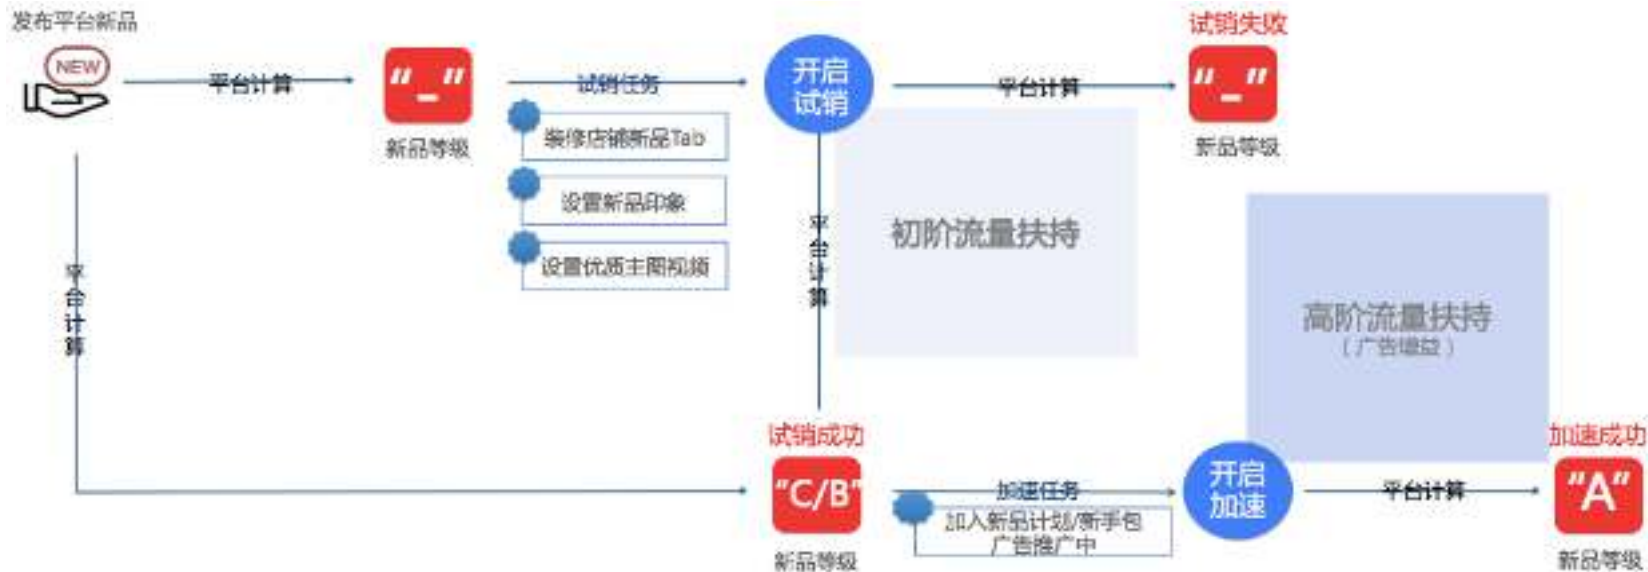 发布平台新品
NEW
平台计算
"_"
新品等级
试销任务
装修店铺新品Tab
设置新品印象
设置优质主图视频
开启
试销
平台计算
试销失败
"_"
新品等级
平台计算
平台计算
初阶流量扶持
高阶流量扶持
（广告增益）
试销成功
"C/B"
新品等级
加速任务
加入新品计划/新手包
广告推广中
开启
加速
平台计算
加速成功
"A"
新品等级